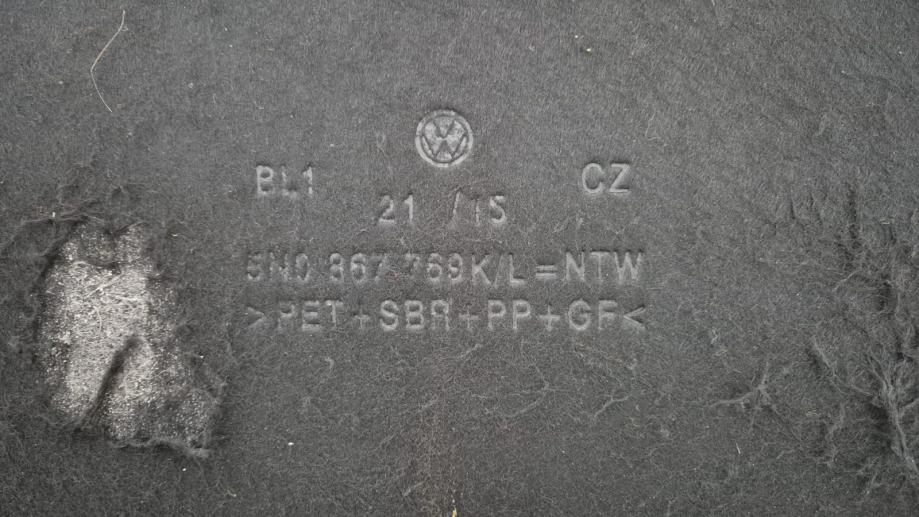 BL1 CZ
21 /15
5N0 867 769K/L=NTW
>PET+SBR+PP+GF<